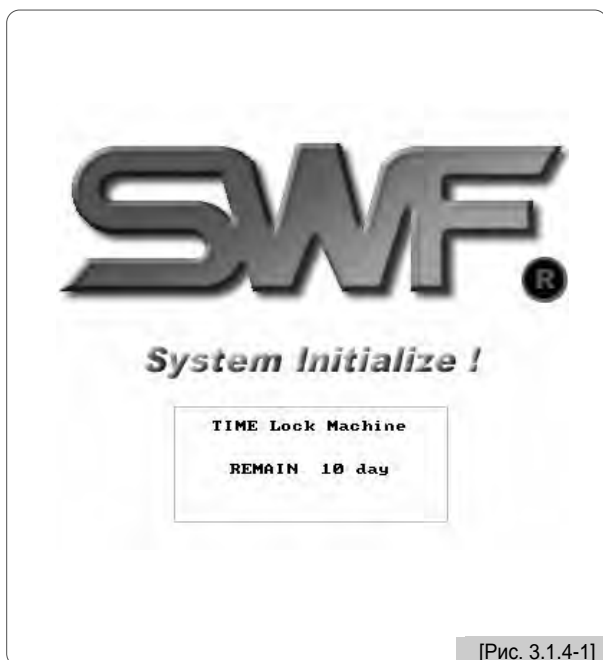 SWF
R
System Initialize !
TIME Lock Machine
REMAIN 10 day
[Рис. 3.1.4-1]